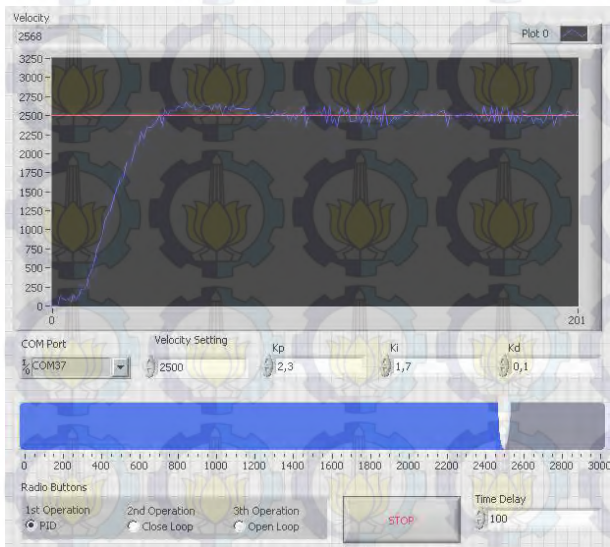 Velocity
2568
Plot 0
3250
3000
2750
2500
2250
2000
1750
1500
1250
1000
750
500
250
0
0 201
COM Port Velocity Setting Kp Ki Kd
COM37 2500 2,3 1,7 0,1
0 200 400 600 800 1000 1200 1400 1600 1800 2000 2200 2400 2600 2800 3000
Radio Buttons
1st Operation 2nd Operation 3th Operation
PID Close Loop Open Loop
STOP
Time Delay
100